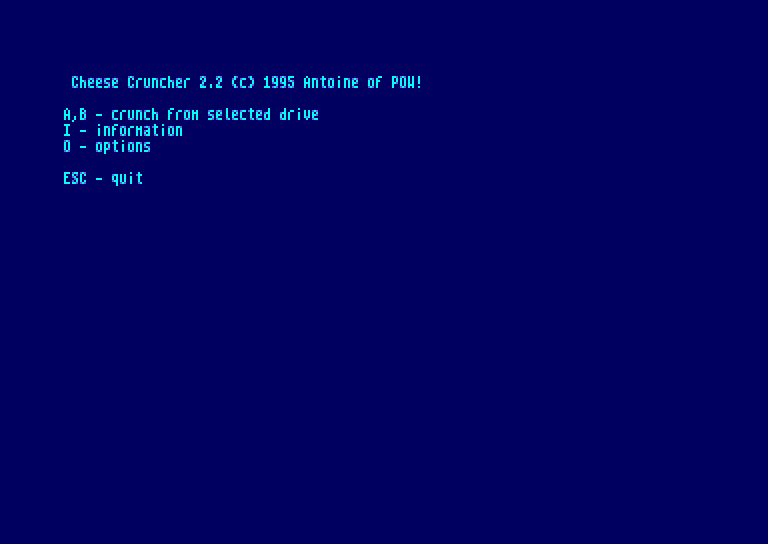 Cheese Cruncher 2.2 (c) 1995 Antoine of POW!
A,B - crunch from selected drive
I - information
O - options
ESC - quit